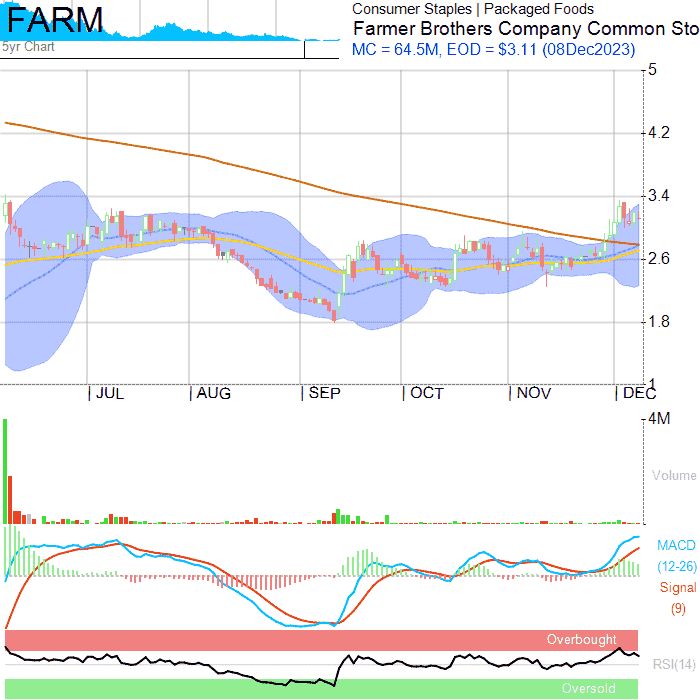 FARM
5yr Chart
Consumer Staples | Packaged Foods
Farmer Brothers Company Common Sto
MC = 64.5M, EOD = $3.11 (08Dec2023)
5
4.2
3.4
2.6
1.8
1
JUL AUG SEP OCT NOV DEC
4M
Volume
MACD
(12-26)
Signal
(9)
Overbought
RSI(14)
Oversold